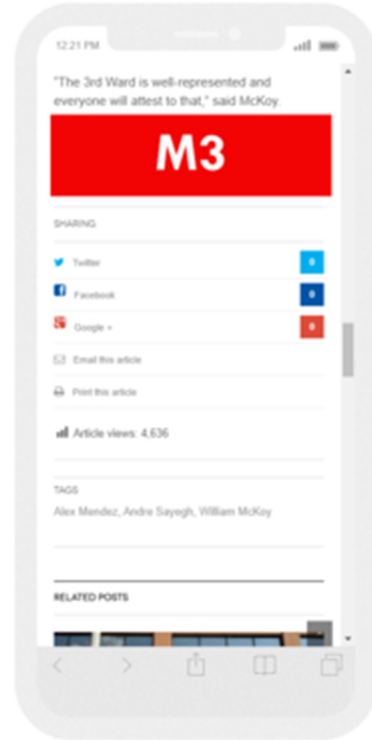 12:21 PM
"The 3rd Ward is well-represented and
everyone will attest to that," said McKoy.
M3
SHARING
Twitter 0
Facebook 0
Google + 0
Email this article
Print this article
Article views: 4,636
TAGS
Alex Mendez, Andre Sayegh, William McKoy
RELATED POSTS